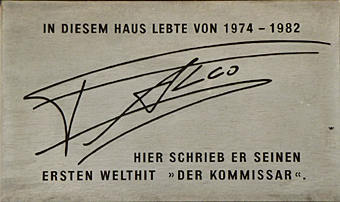 IN DIESEM HAUS LEBTE VON 1974 - 1982
FALCO
HIER SCHRIEB ER SEINEN
ERSTEN WELTHIT »DER KOMMISSAR«.